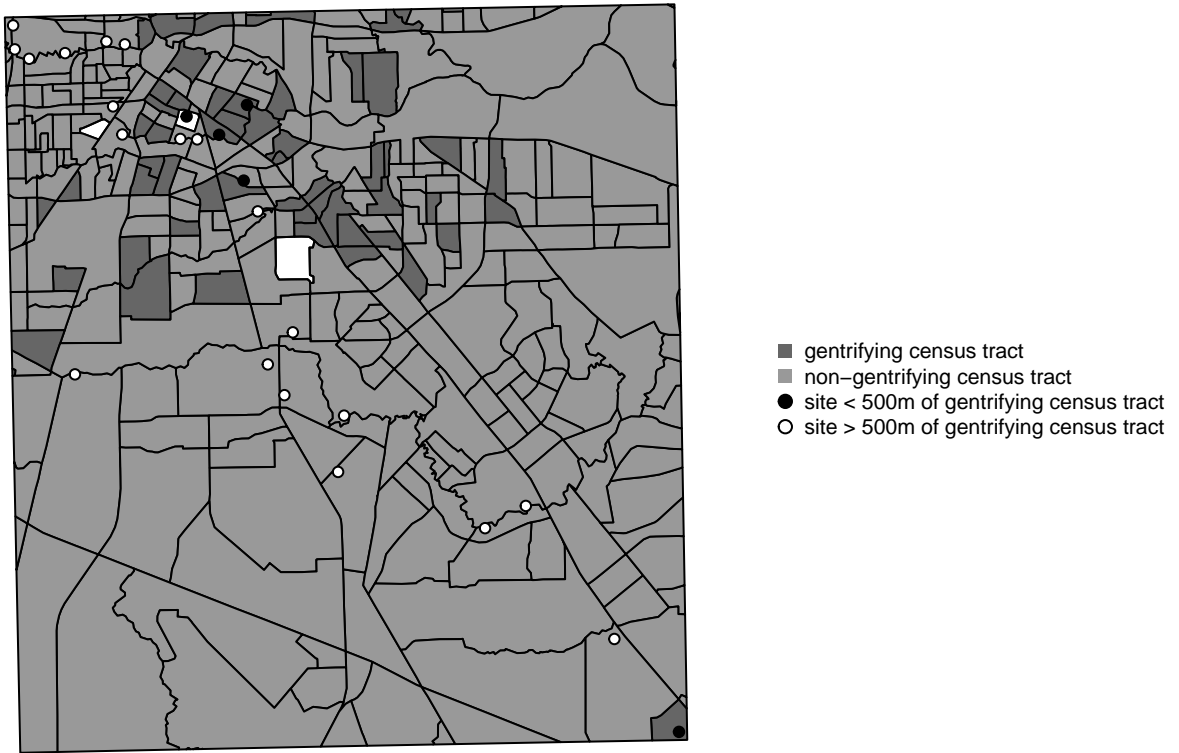 gentrifying census tract
non−gentrifying census tract
site < 500m of gentrifying census tract
site > 500m of gentrifying census tract